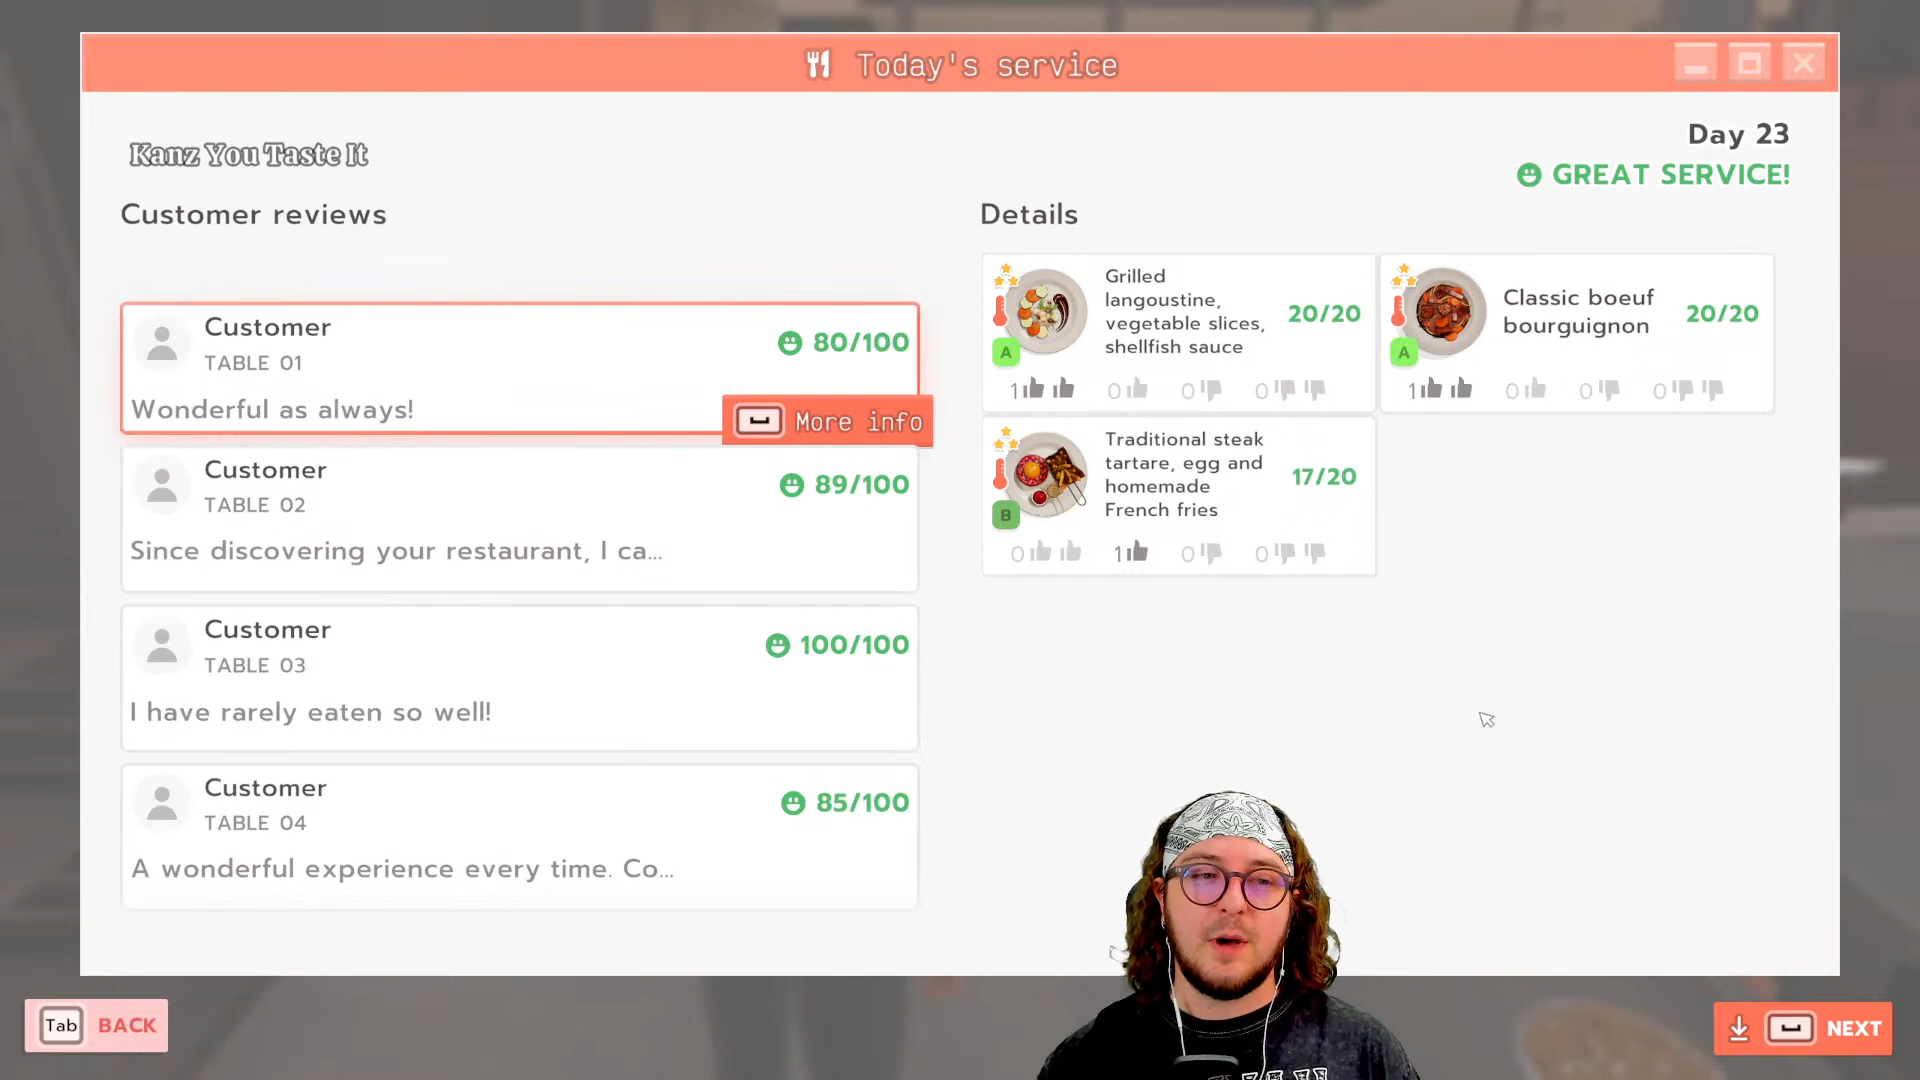 Today's service
Kanz You Taste It
Day 23
GREAT SERVICE!
Customer reviews
Customer
TABLE 01
80/100
Wonderful as always!
More info
Customer
TABLE 02
89/100
Since discovering your restaurant, I ca...
Customer
TABLE 03
100/100
I have rarely eaten so well!
Customer
TABLE 04
85/100
A wonderful experience every time. Co...
Details
Grilled
langoustine,
vegetable slices,
shellfish sauce
20/20
A
1 0 0 0
Classic boeuf
bourguignon
20/20
A
1 0 0 0
Traditional steak
tartare, egg and
homemade
French fries
17/20
B
0 1 0 0
Tab BACK
NEXT